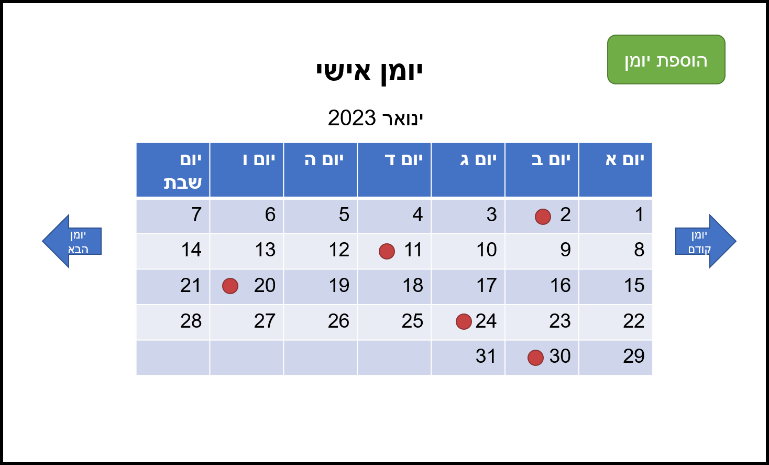 הוספת יומן
יומן אישי
ינואר 2023
יום א יום ב יום ג יום ד יום ה יום ו יום שבת
1 2 3 4 5 6 7
8 9 10 11 12 13 14
15 16 17 18 19 20 21
22 23 24 25 26 27 28
29 30 31
יומן קודם
יומן הבא